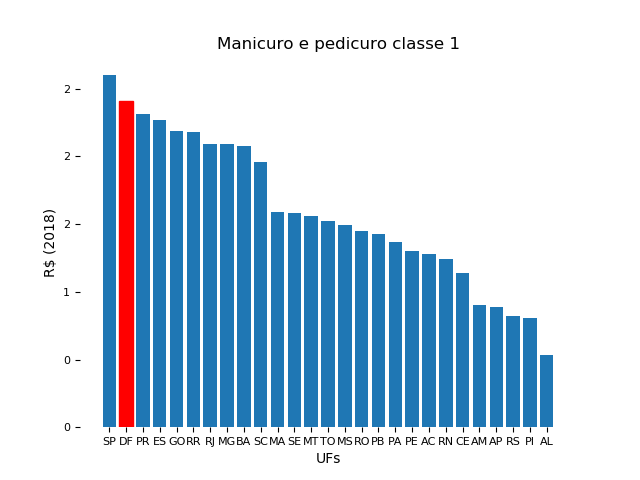 Manicuro e pedicuro classe 1
R$ (2018)
2
2
2
1
0
0
SP DF PR ES GO RR RJ MG BA SC MA SE MT TO MS RO PB PA PE AC RN CE AM AP RS PI AL
UFs